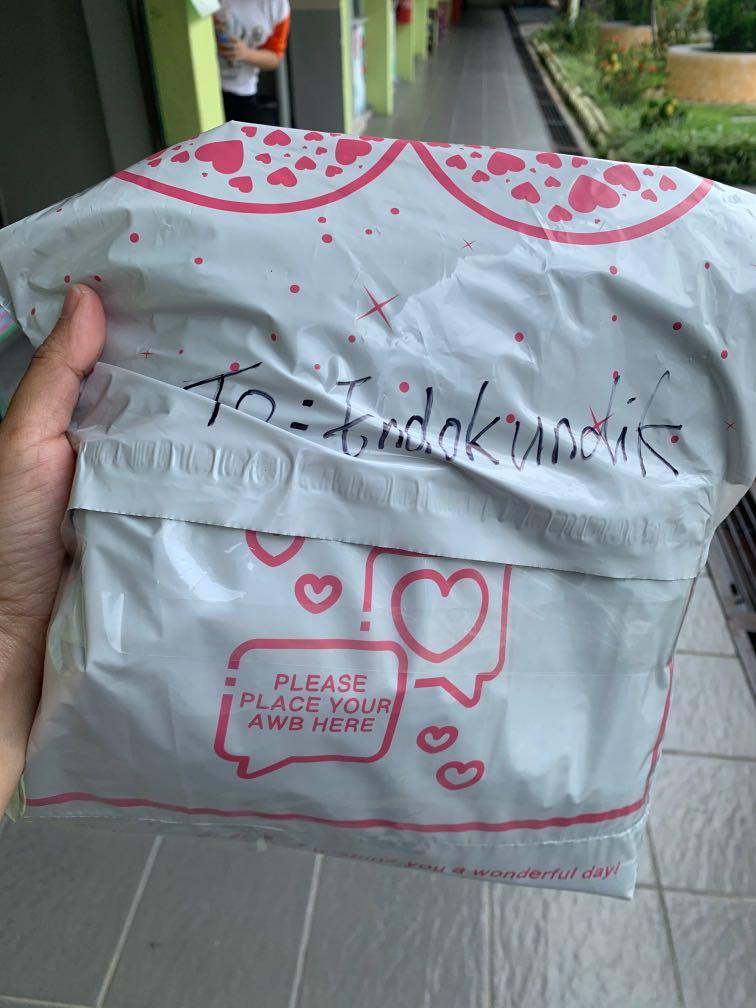 To: Endokundik
PLEASE
PLACE YOUR
AWB HERE
you a wonderful day!